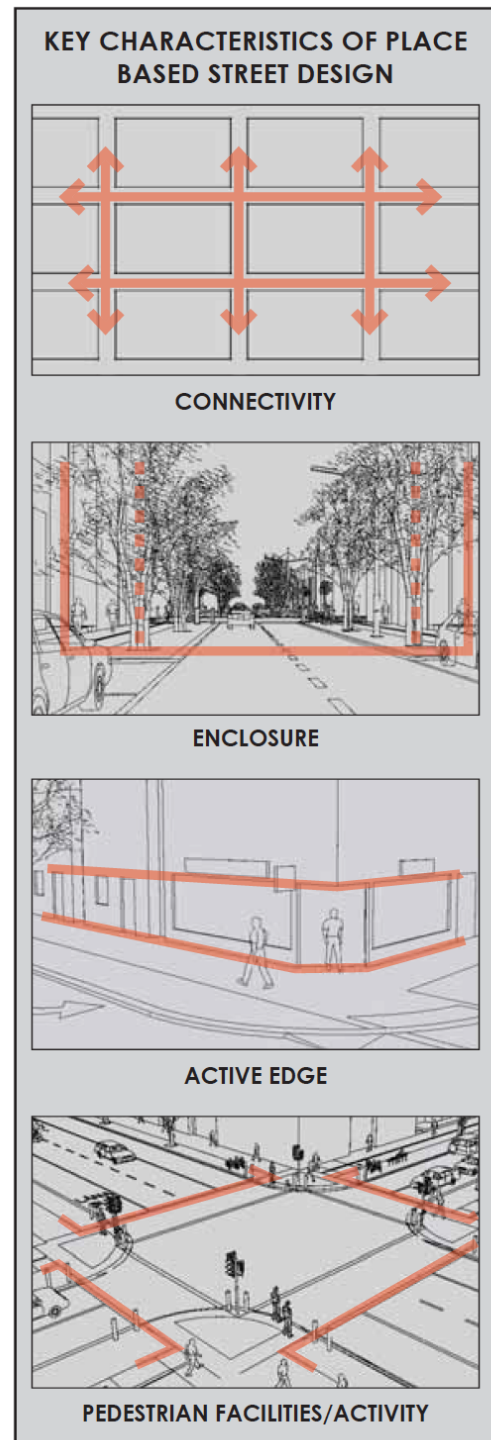 KEY CHARACTERISTICS OF PLACE
BASED STREET DESIGN
CONNECTIVITY
ENCLOSURE
ACTIVE EDGE
PEDESTRIAN FACILITIES/ACTIVITY